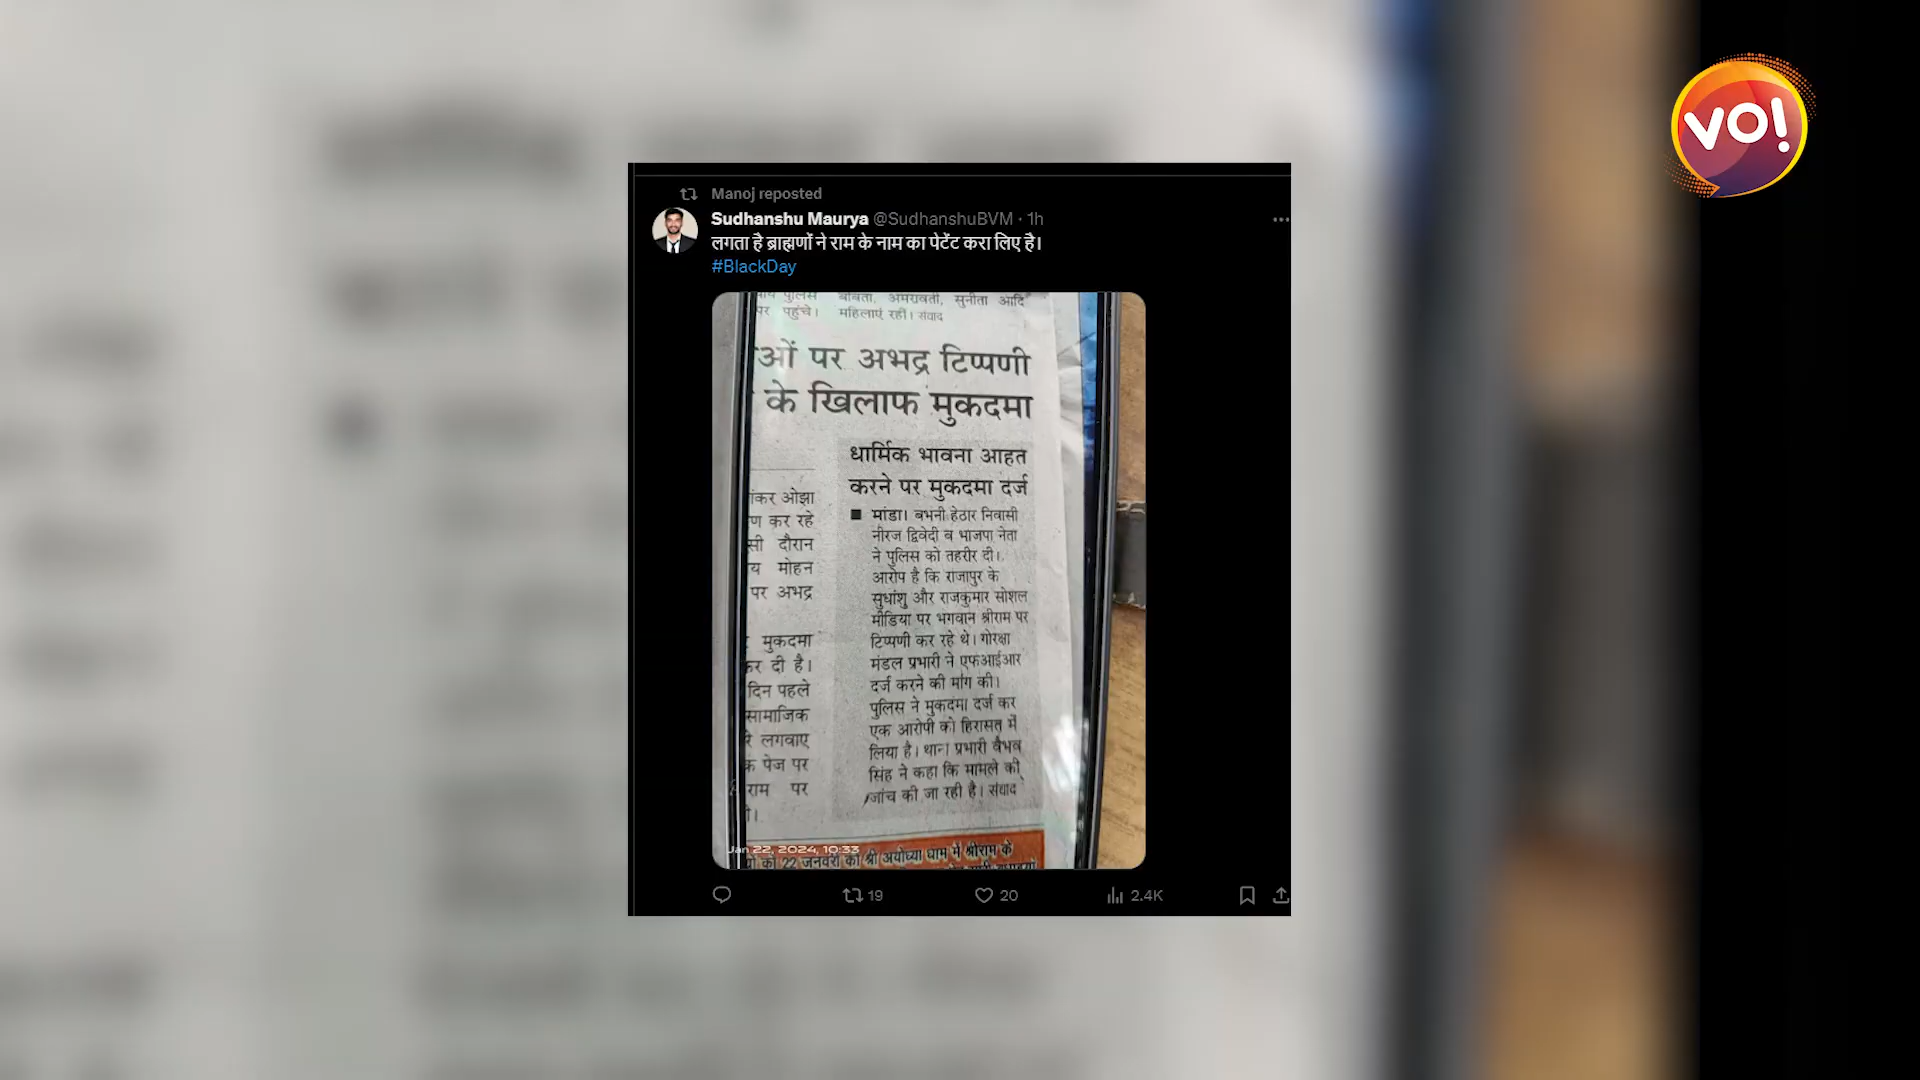 VO!
Manoj reposted
Sudhanshu Maurya @SudhanshuBVM · 1h
लगता है ब्राह्मणों ने राम के नाम का पेटेंट करा लिए है।
#BlackDay
पुलिस
पर पहुंचे।
बबिता, अमरावती, सुनीता आदि
महिलाएं रहीं। संवाद
ओं पर अभद्र टिप्पणी
के खिलाफ मुकदमा
धार्मिक भावना आहत
करने पर मुकदमा दर्ज
ओझा
ण कर रहे
सी दौरान
य मोहन
पर अभद्र
मुकदमा
कर दी है।
दिन पहले
सामाजिक
रे लगवाए
क पेज पर
राम पर
■ मांडा। बभनी हेठार निवासी
नीरज द्विवेदी व भाजपा नेता
ने पुलिस को तहरीर दी।
आरोप है कि राजापुर के
सुधांशु और राजकुमार सोशल
मीडिया पर भगवान श्रीराम पर
टिप्पणी कर रहे थे। गोरक्षा
मंडल प्रभारी ने एफआईआर
दर्ज करने की मांग की।
पुलिस ने मुकदमा दर्ज कर
एक आरोपी को हिरासत में
लिया है। थाना प्रभारी वैभव
सिंह ने कहा कि मामले की
जांच की जा रही है। संवाद
Jan 22, 2024, 10:33
को 22 जनवरी को श्री अयोध्या धाम में श्रीराम के
19
20
2.4K